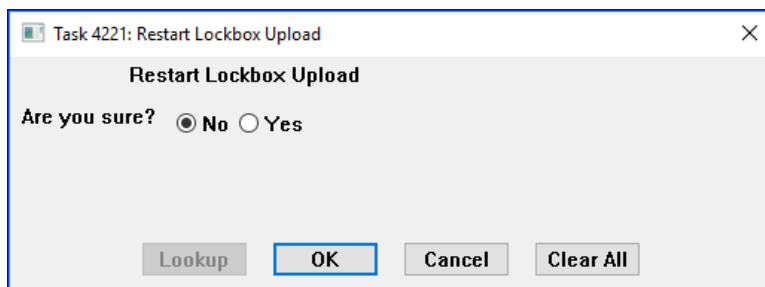 Task 4221: Restart Lockbox Upload
Restart Lockbox Upload
Are you sure? No Yes
Lookup OK Cancel Clear All